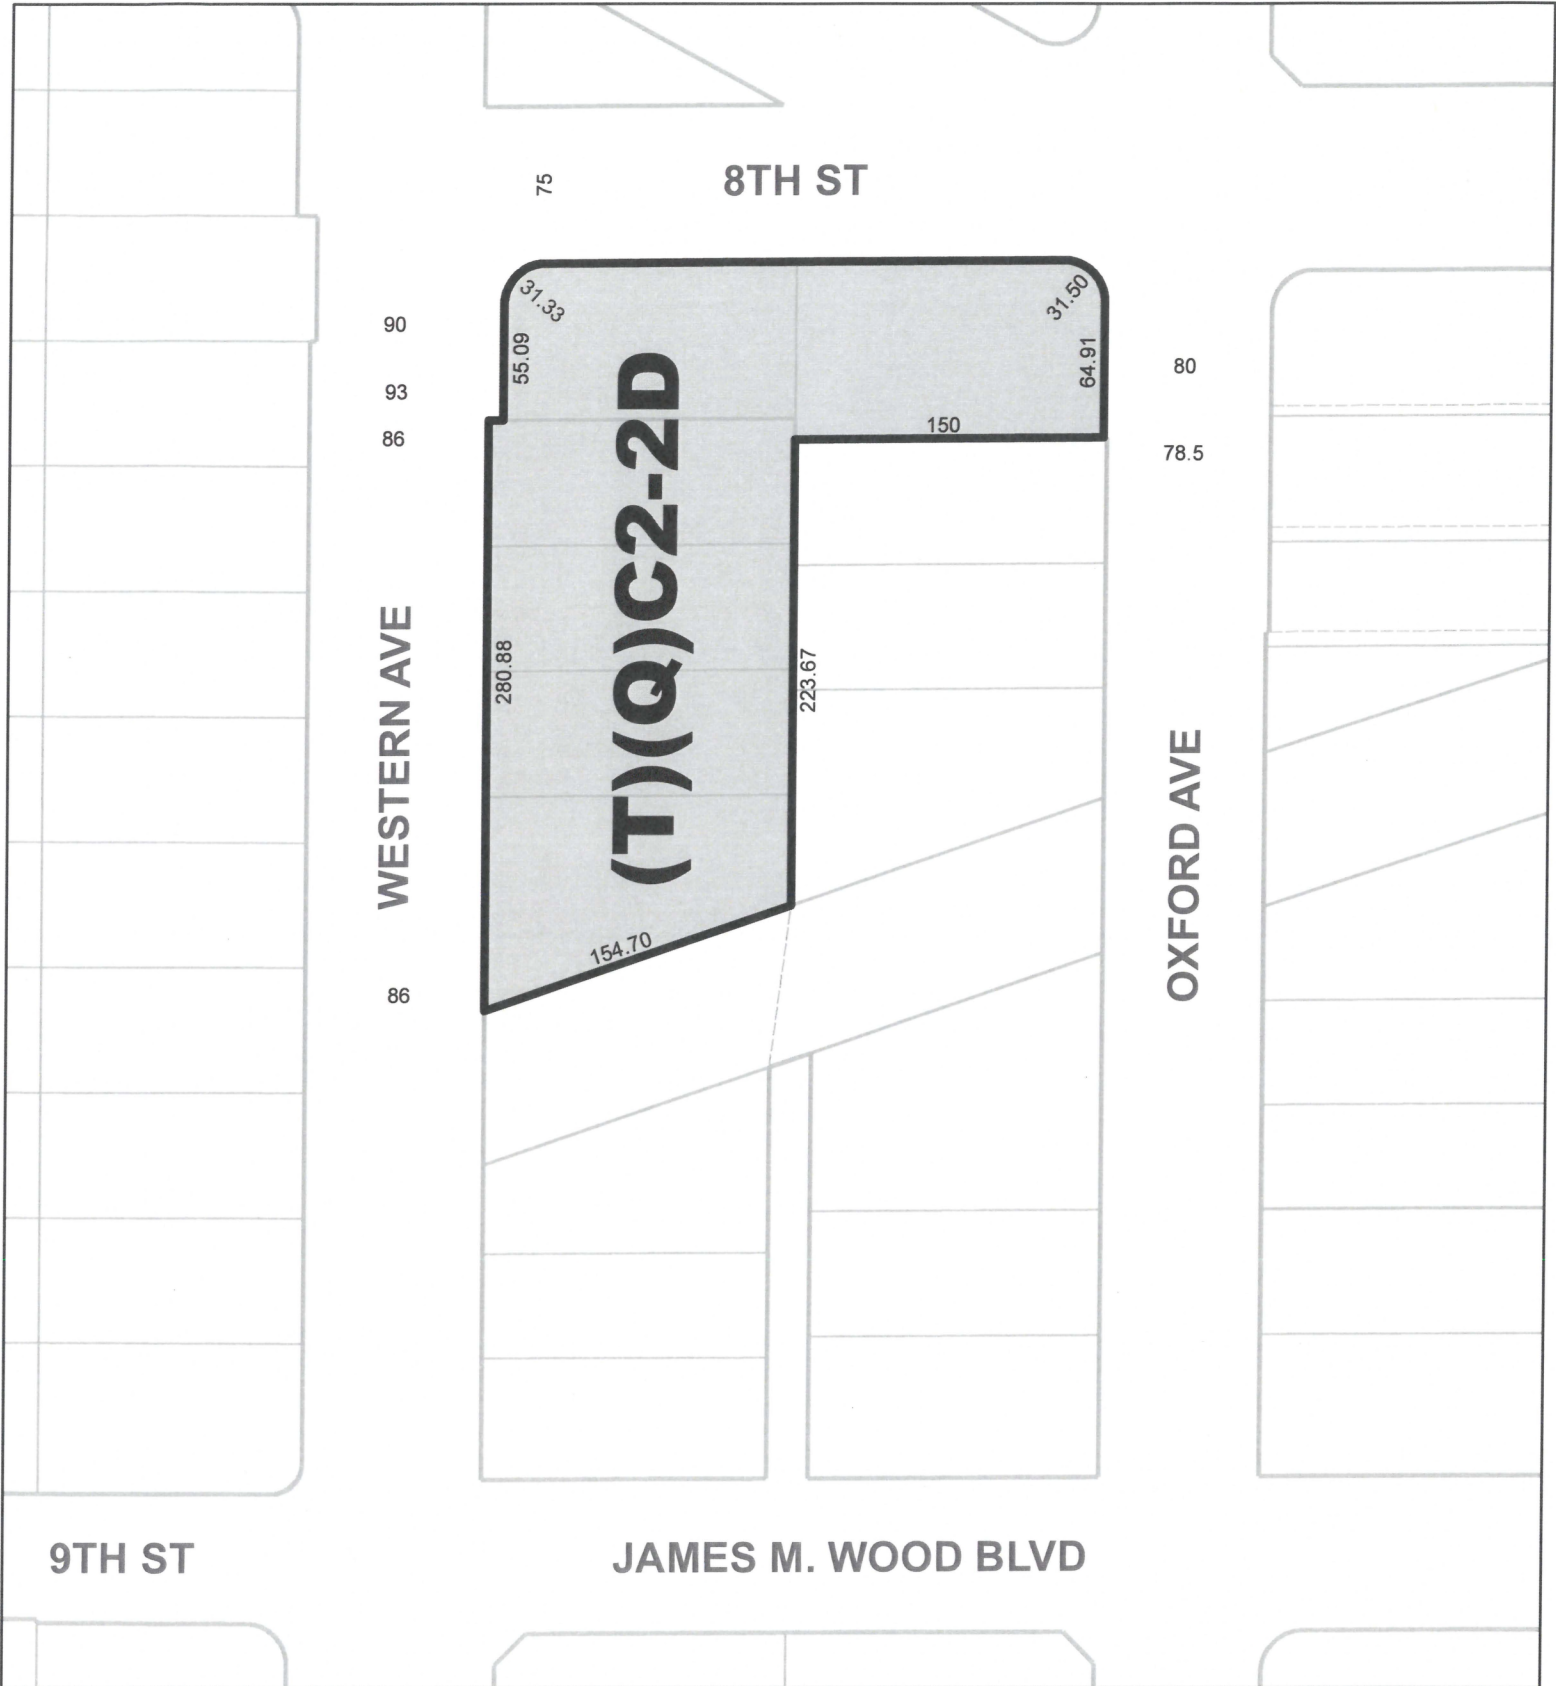 8TH ST
75
31.33
31.50
90
55.09
64.91
80
93
86
150
78.5
(T)(Q)C2-2D
WESTERN AVE
280.88
223.67
OXFORD AVE
154.70
86
9TH ST
JAMES M. WOOD BLVD